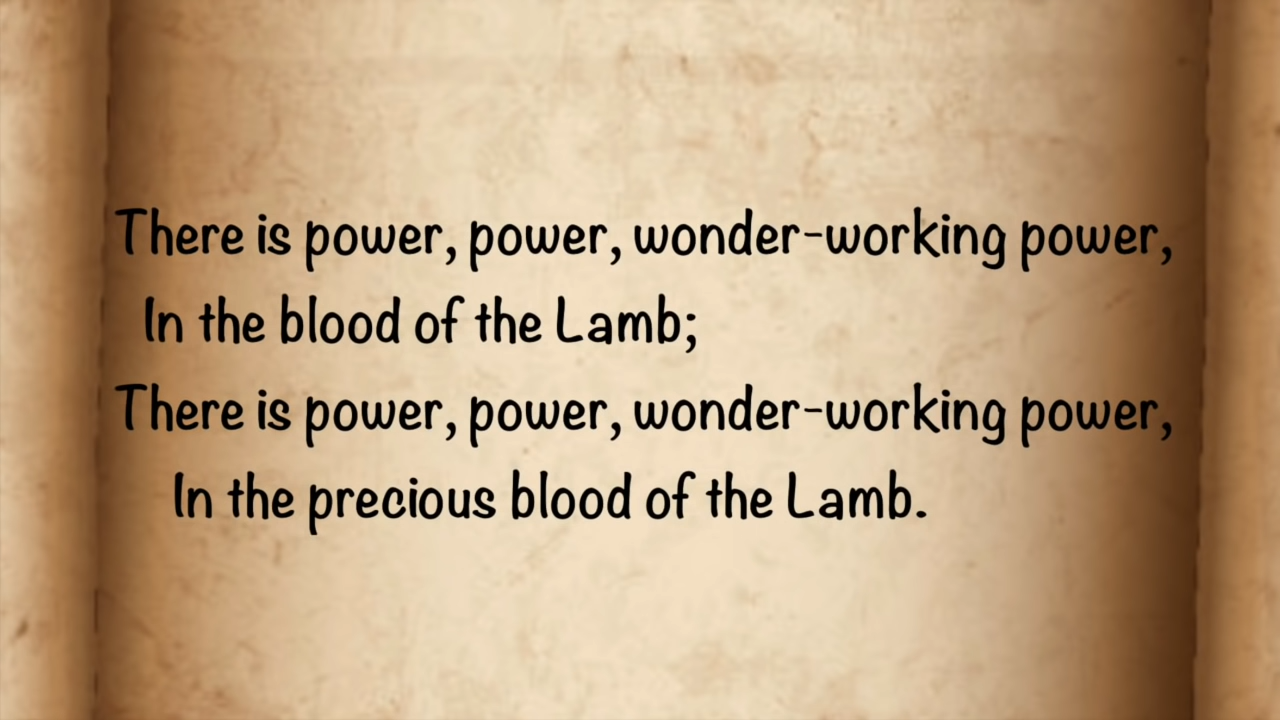 There is power, power, wonder-working power,
In the blood of the Lamb;
There is power, power, wonder-working power,
In the precious blood of the Lamb.